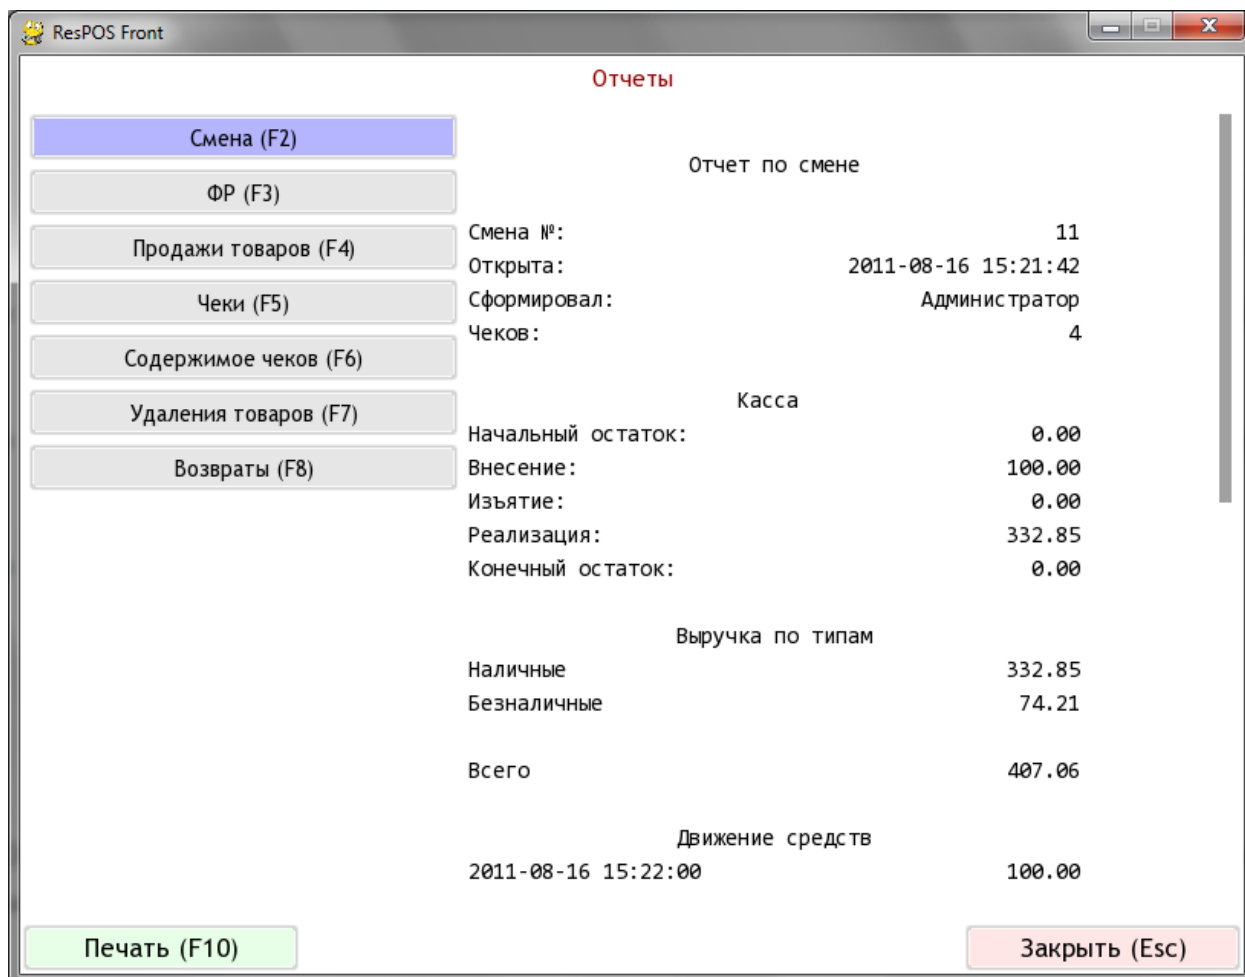 ResPOS Front
Отчеты
Смена (F2)
ФР (F3)
Продажи товаров (F4)
Чеки (F5)
Содержимое чеков (F6)
Удаления товаров (F7)
Возвраты (F8)
Отчет по смене
Смена №: 11
Открыта: 2011-08-16 15:21:42
Сформировал: Администратор
Чеков: 4
Касса
Начальный остаток: 0.00
Внесение: 100.00
Изъятие: 0.00
Реализация: 332.85
Конечный остаток: 0.00
Выручка по типам
Наличные 332.85
Безналичные 74.21
Всего 407.06
Движение средств
2011-08-16 15:22:00 100.00
Печать (F10)
Закрыть (Esc)